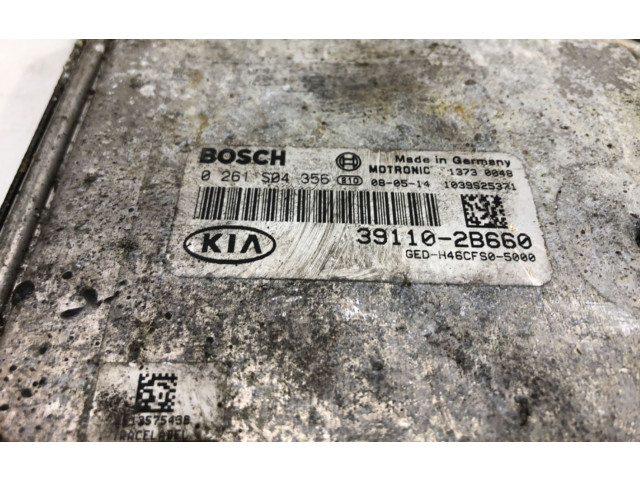 BOSCH
Made in Germany
MOTRONIC 1373 0048
0 261 S04 356 810 08-05-14 1039S25371
KIA
39110-2B660
GED-H46CFS0-5000
RACELABEL